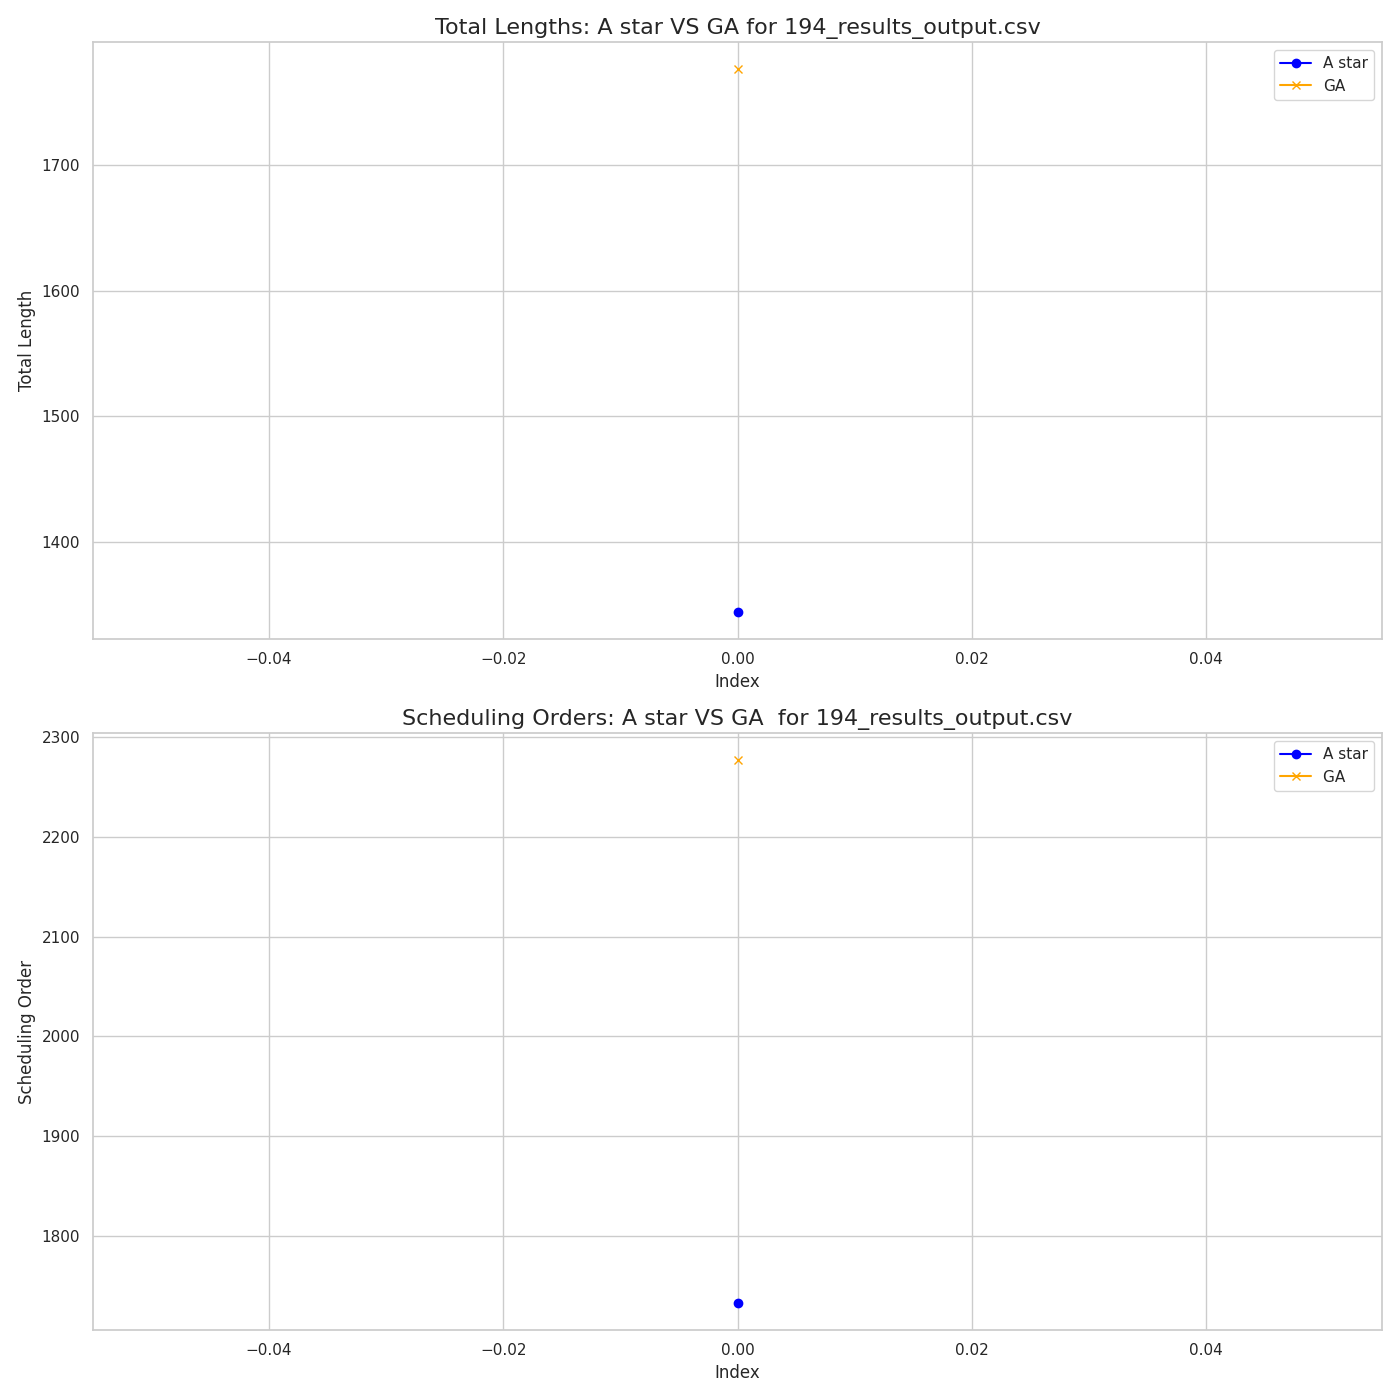 Total Lengths: A star VS GA for 194_results_output.csv
A star
GA
1700
1600
1500
1400
Total Length
−0.04
−0.02
0.00
0.02
0.04
Index
Scheduling Orders: A star VS GA  for 194_results_output.csv
A star
GA
2300
2200
2100
2000
1900
1800
Scheduling Order
−0.04
−0.02
0.00
0.02
0.04
Index